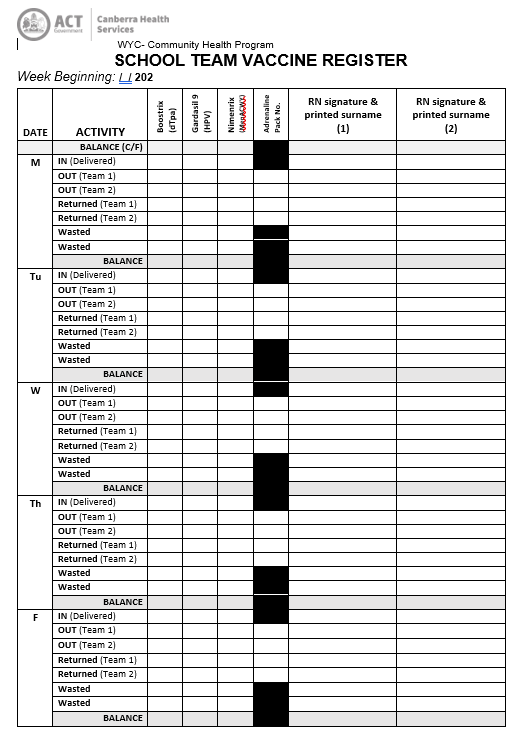 ACT Government Canberra Health Services
WYC- Community Health Program
SCHOOL TEAM VACCINE REGISTER
Week Beginning: / / 202
DATE ACTIVITY Boostrix (dTpa) Gardasil 9 (HPV) Nimenrix Adrenaline Pack No. RN signature & printed surname (1) RN signature & printed surname (2)
BALANCE (C/F)
M IN (Delivered)
OUT (Team 1)
OUT (Team 2)
Returned (Team 1)
Returned (Team 2)
Wasted
Wasted
BALANCE
Tu IN (Delivered)
OUT (Team 1)
OUT (Team 2)
Returned (Team 1)
Returned (Team 2)
Wasted
Wasted
BALANCE
W IN (Delivered)
OUT (Team 1)
OUT (Team 2)
Returned (Team 1)
Returned (Team 2)
Wasted
Wasted
BALANCE
Th IN (Delivered)
OUT (Team 1)
OUT (Team 2)
Returned (Team 1)
Returned (Team 2)
Wasted
Wasted
BALANCE
F IN (Delivered)
OUT (Team 1)
OUT (Team 2)
Returned (Team 1)
Returned (Team 2)
Wasted
Wasted
BALANCE